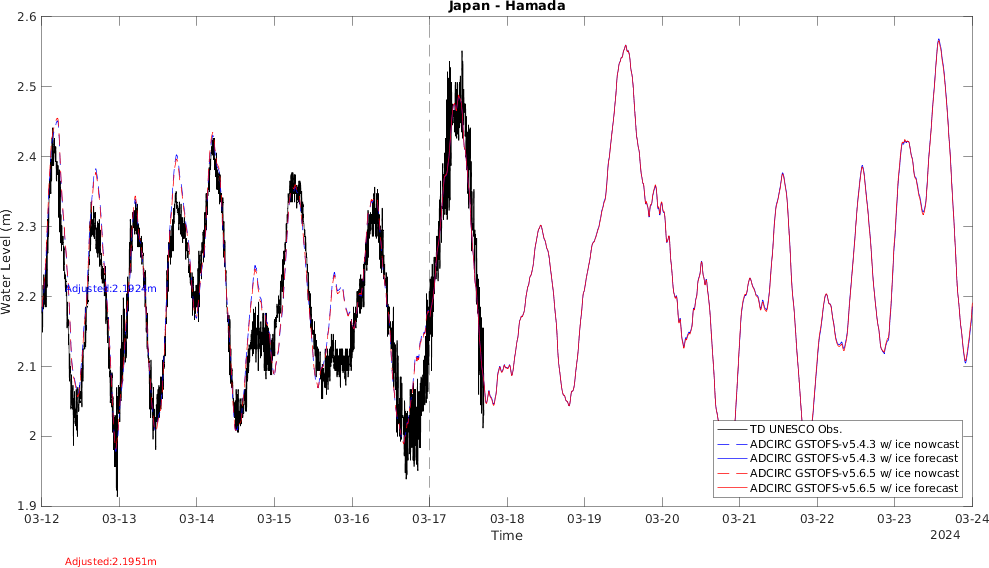 Japan - Hamada
2.6
2.5
2.4
2.3
2.2
2.1
2
1.9
Water Level (m)
Adjusted:2.1924m
TD UNESCO Obs.
ADCIRC GSTOFS-v5.4.3 w/ ice nowcast
ADCIRC GSTOFS-v5.4.3 w/ ice forecast
ADCIRC GSTOFS-v5.6.5 w/ ice nowcast
ADCIRC GSTOFS-v5.6.5 w/ ice forecast
03-12 03-13 03-14 03-15 03-16 03-17 03-18 03-19 03-20 03-21 03-22 03-23 03-24
Time
2024
Adjusted:2.1951m